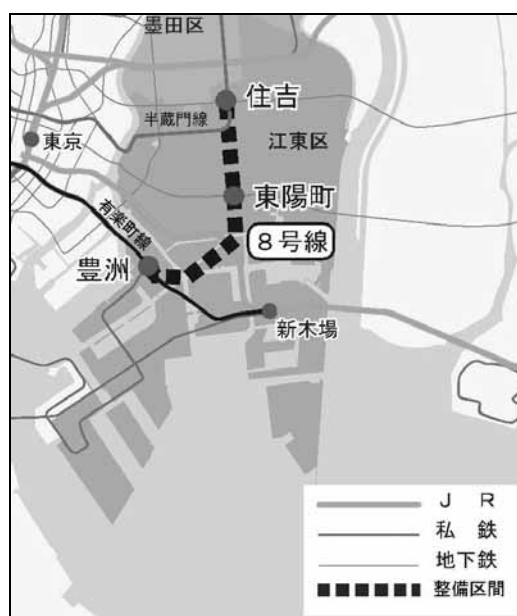 墨田区
住吉
半蔵門線
江東区
東京
東陽町
有楽町線
8号線
豊洲
新木場
JR
私鉄
地下鉄
整備区間